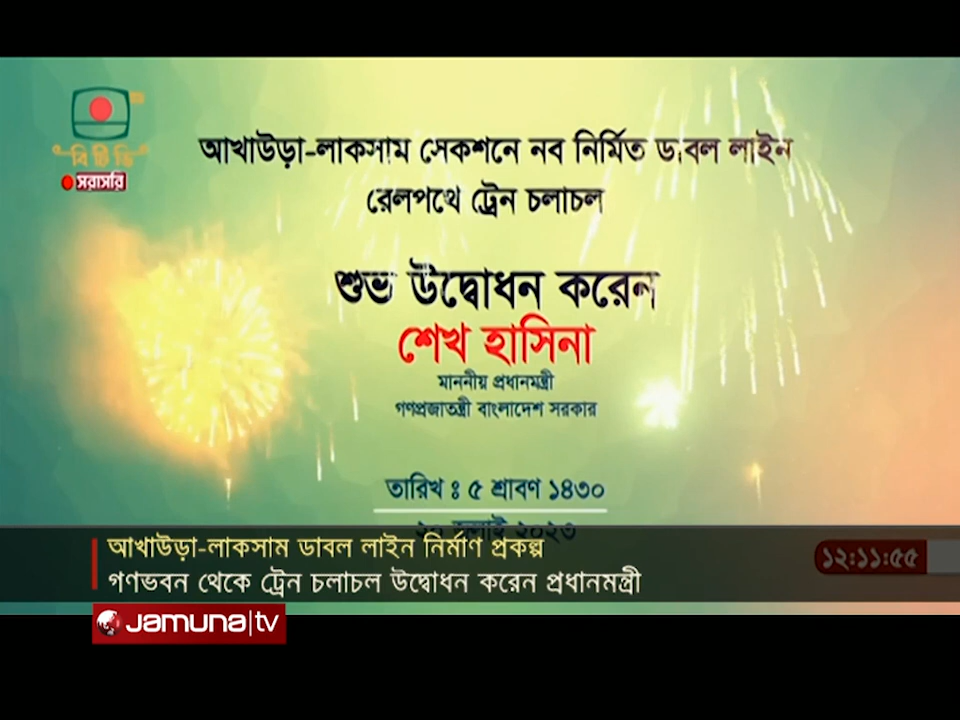 বিটিভি
সরাসরি
আখাউড়া-লাকসাম সেকশনে নব নির্মিত ডাবল লাইন
রেলপথে ট্রেন চলাচল
শুভ উদ্বোধন করেন
শেখ হাসিনা
মাননীয় প্রধানমন্ত্রী
গণপ্রজাতন্ত্রী বাংলাদেশ সরকার
তারিখ : ৫ শ্রাবণ ১৪৩০
২০ জুলাই ২০২৩
আখাউড়া-লাকসাম ডাবল লাইন নির্মাণ প্রকল্প
গণভবন থেকে ট্রেন চলাচল উদ্বোধন করেন প্রধানমন্ত্রী
১২:১১:৫৫
Jamuna|tv